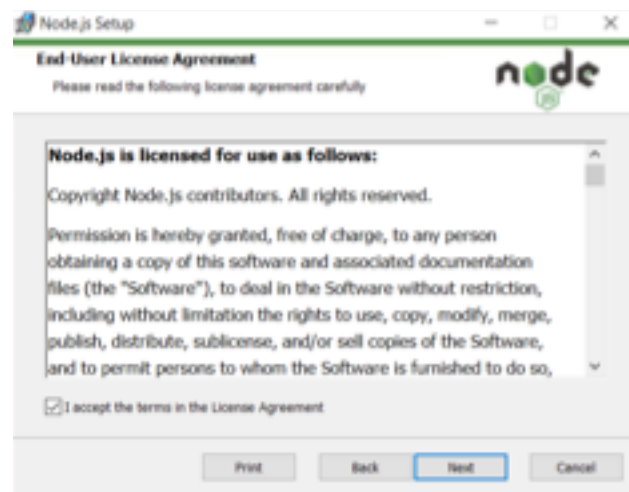 Node.js Setup
End-User License Agreement
Please read the following license agreement carefully
node
JS
Node.js is licensed for use as follows:
Copyright Node.js contributors. All rights reserved.
Permission is hereby granted, free of charge, to any person
obtaining a copy of this software and associated documentation
files (the "Software"), to deal in the Software without restriction,
including without limitation the rights to use, copy, modify, merge,
publish, distribute, sublicense, and/or sell copies of the Software,
and to permit persons to whom the Software is furnished to do so,
I accept the terms in the License Agreement
Print Back Next Cancel